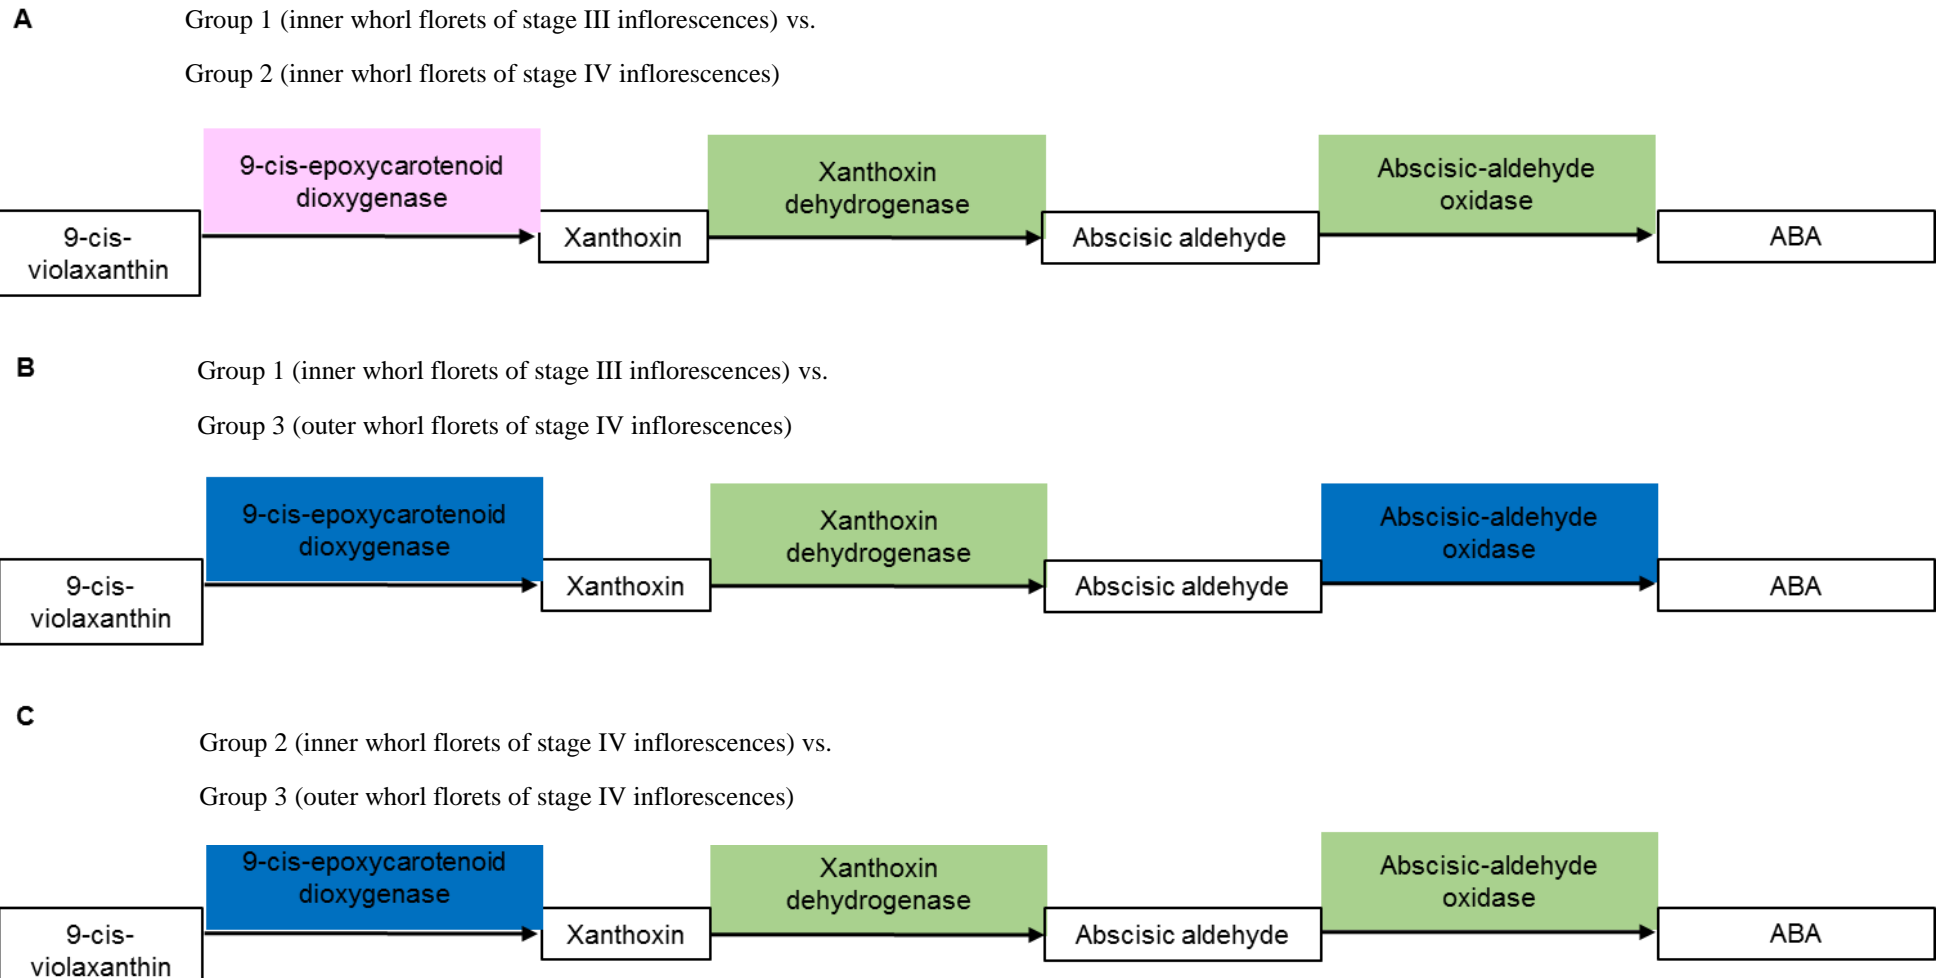 A
Group 1 (inner whorl florets of stage III inflorescences) vs.
Group 2 (inner whorl florets of stage IV inflorescences)
9-cis-epoxycarotenoid
dioxygenase
Xanthoxin
dehydrogenase
Abscisic-aldehyde
oxidase
9-cis-
violaxanthin
Xanthoxin
Abscisic aldehyde
ABA
B
Group 1 (inner whorl florets of stage III inflorescences) vs.
Group 3 (outer whorl florets of stage IV inflorescences)
9-cis-epoxycarotenoid
dioxygenase
Xanthoxin
dehydrogenase
Abscisic-aldehyde
oxidase
9-cis-
violaxanthin
Xanthoxin
Abscisic aldehyde
ABA
C
Group 2 (inner whorl florets of stage IV inflorescences) vs.
Group 3 (outer whorl florets of stage IV inflorescences)
9-cis-epoxycarotenoid
dioxygenase
Xanthoxin
dehydrogenase
Abscisic-aldehyde
oxidase
9-cis-
violaxanthin
Xanthoxin
Abscisic aldehyde
ABA